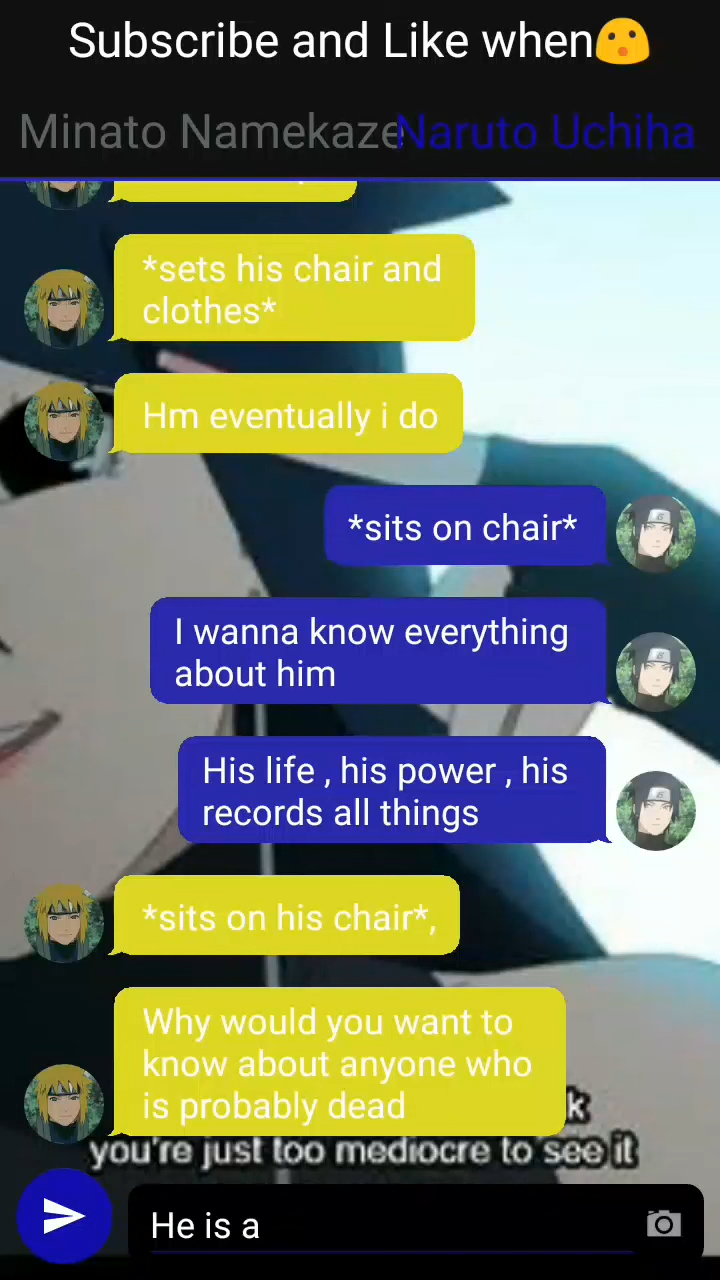 Subscribe and Like when😮
Minato Namekaze Naruto Uchiha
*sets his chair and
clothes*
Hm eventually i do
*sits on chair*
I wanna know everything
about him
His life , his power , his
records all things
*sits on his chair*,
Why would you want to
know about anyone who
is probably dead
k
you're just too mediocre to see it
He is a